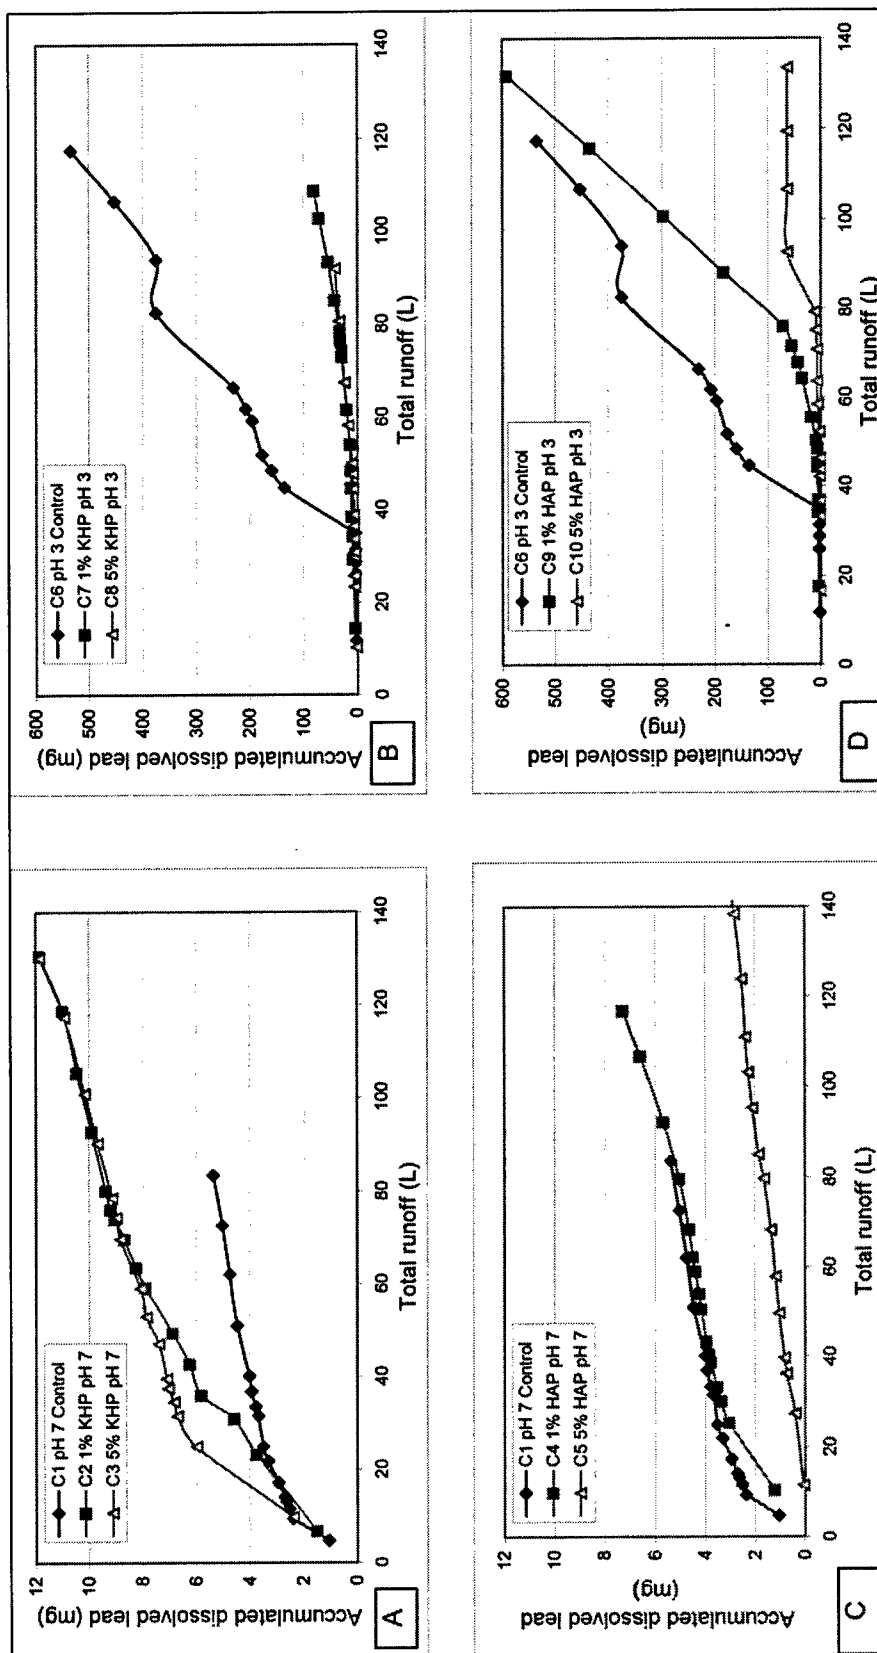 Accumulated dissolved lead (mg)
12
10
8
6
4
2
0
C1 pH 7 Control
C2 1% KHP pH 7
C3 5% KHP pH 7
0 20 40 60 80 100 120 140
Total runoff (L)
A
Accumulated dissolved lead (mg)
600
500
400
300
200
100
0
C6 pH 3 Control
C7 1% KHP pH 3
C8 5% KHP pH 3
0 20 40 60 80 100 120 140
Total runoff (L)
B
Accumulated dissolved lead
(mg)
12
10
8
6
4
2
0
C1 pH 7 Control
C4 1% HAP pH 7
C5 5% HAP pH 7
0 20 40 60 80 100 120 140
Total runoff (L)
C
Accumulated dissolved lead
(mg)
600
500
400
300
200
100
0
C6 pH 3 Control
C9 1% HAP pH 3
C10 5% HAP pH 3
0 20 40 60 80 100 120 140
Total runoff (L)
D